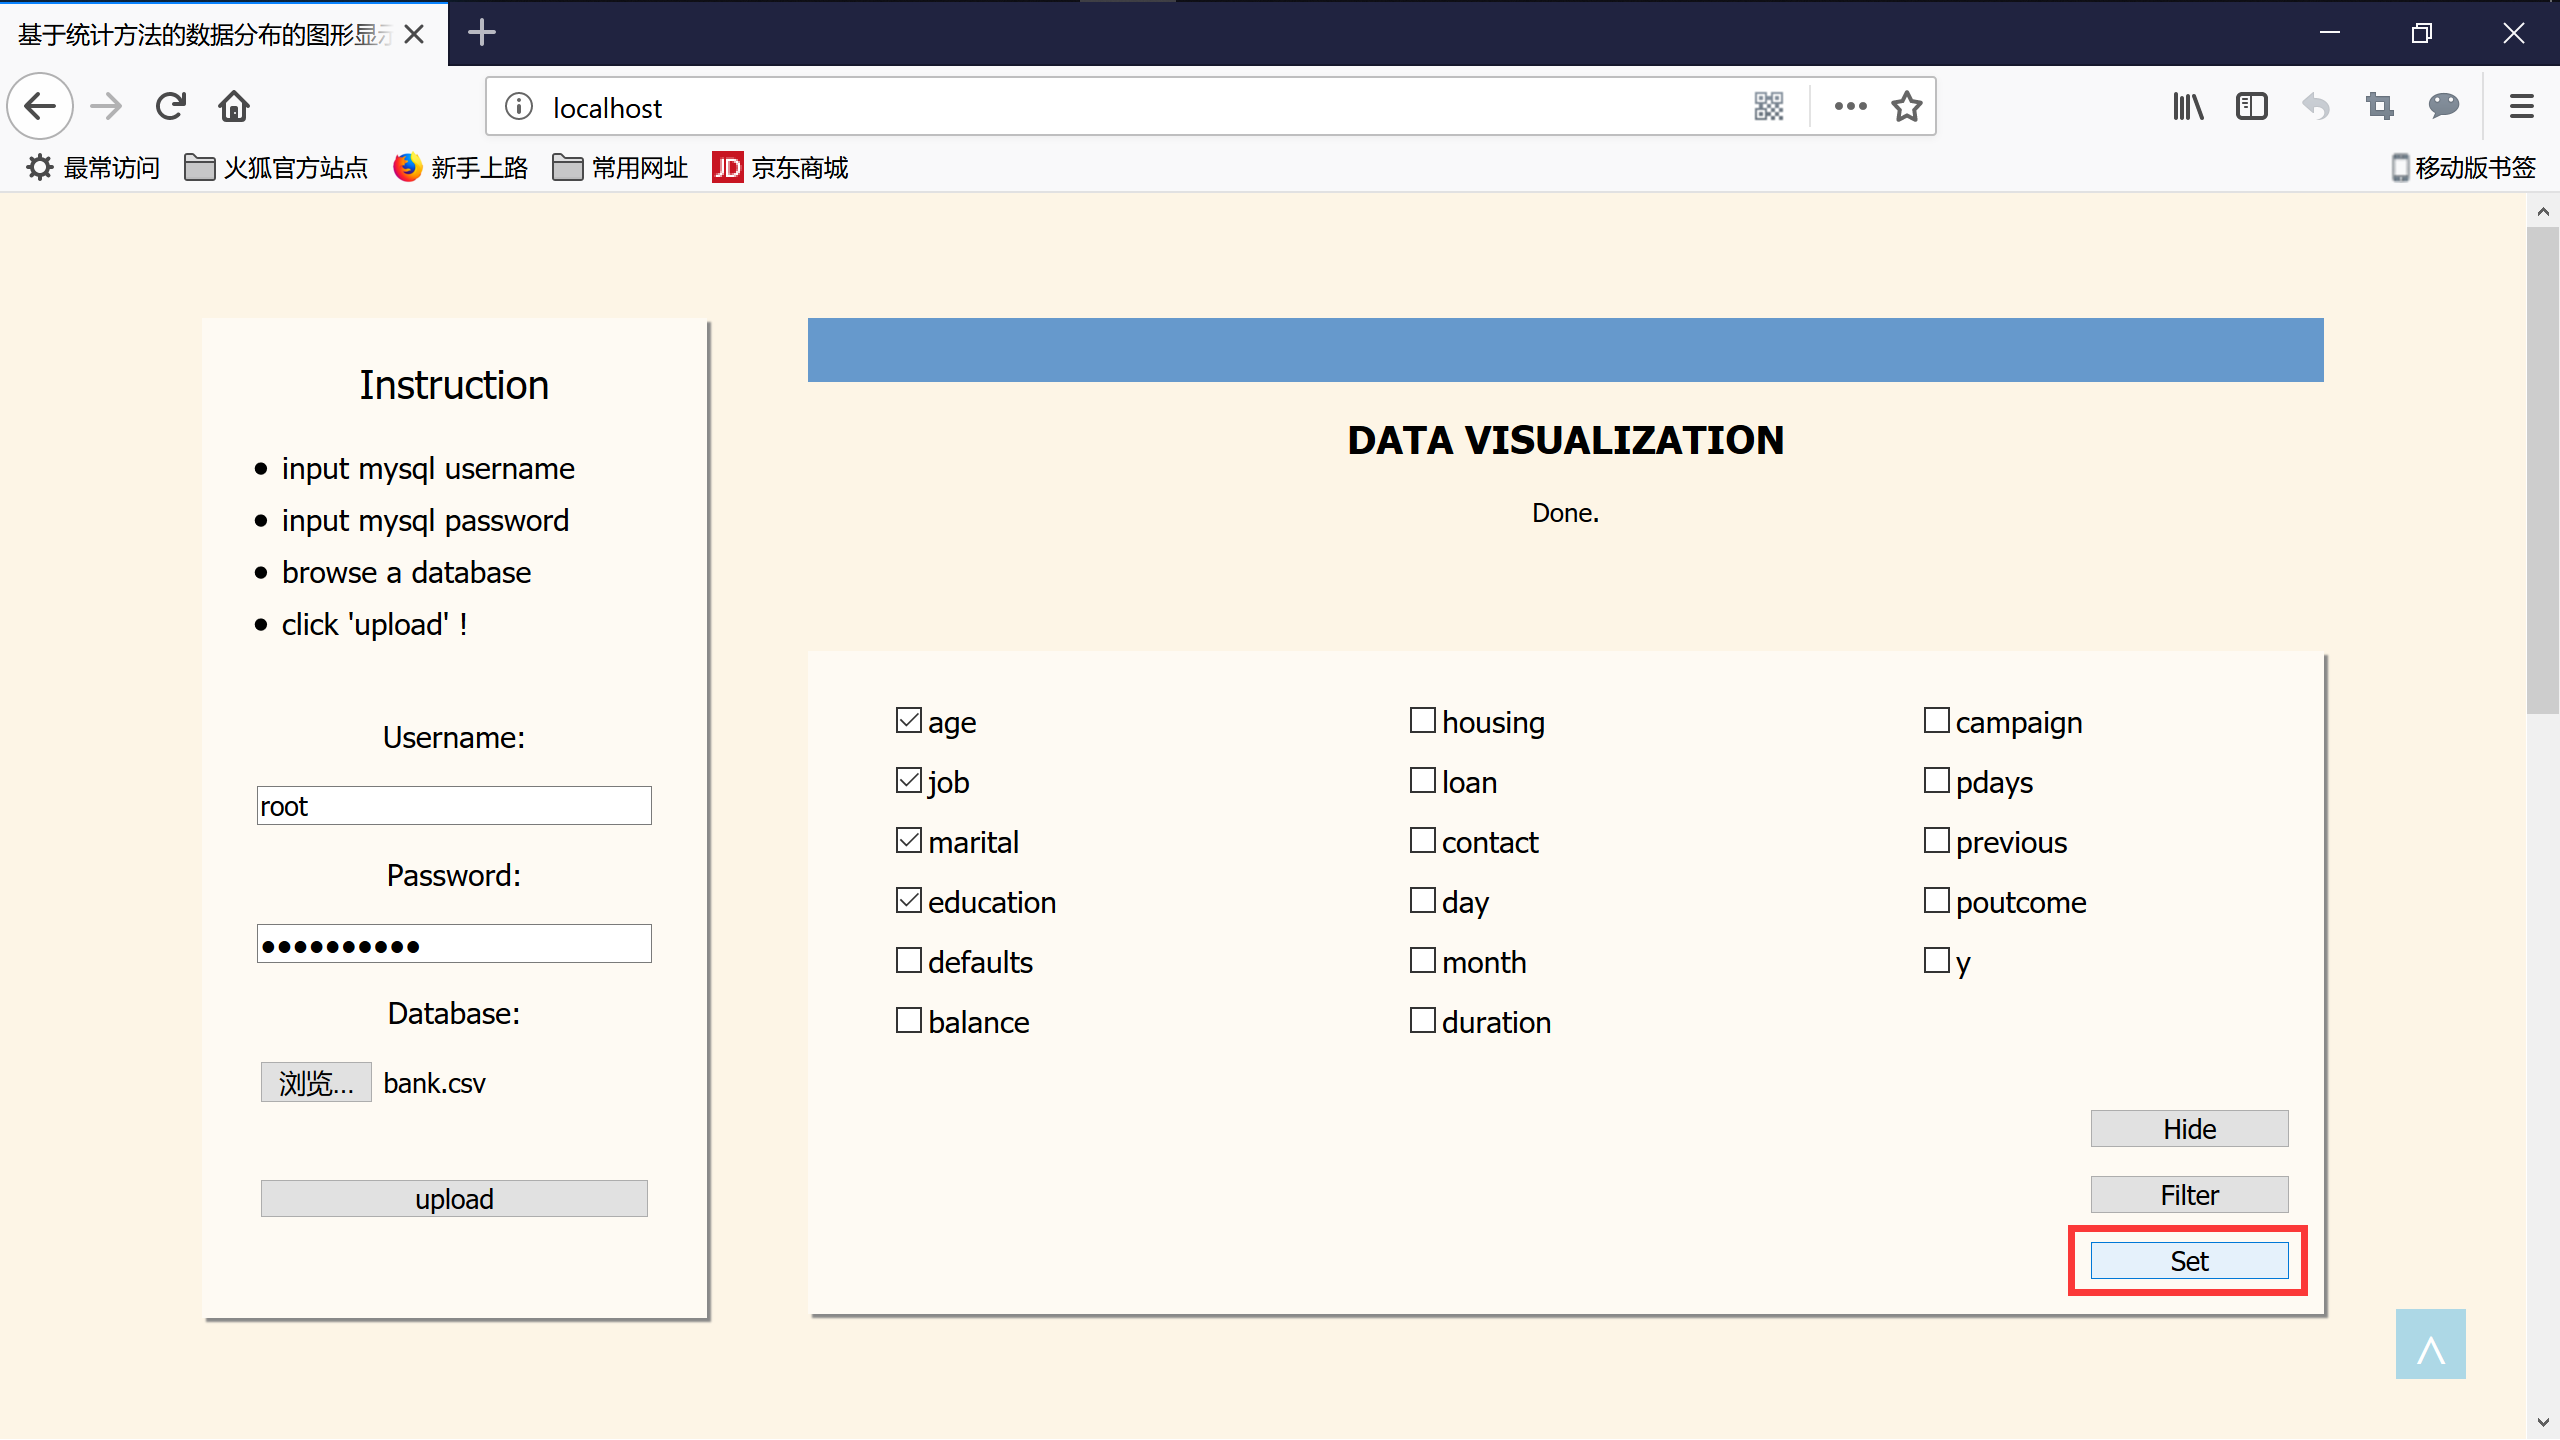 基于统计方法的数据分布的图形显示
localhost
最常访问 火狐官方站点 新手上路 常用网址 JD 京东商城 移动版书签
Instruction
input mysql username
input mysql password
browse a database
click 'upload' !
Username:
root
Password:
Database:
浏览... bank.csv
upload
DATA VISUALIZATION
Done.
age housing campaign
job loan pdays
marital contact previous
education day poutcome
defaults month y
balance duration
Hide
Filter
Set